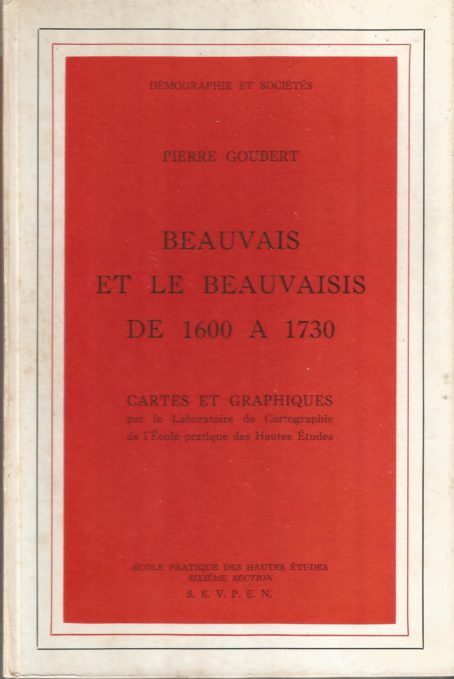 DÉMOGRAPHIE ET SOCIÉTÉS
PIERRE GOUBERT
BEAUVAIS
ET LE BEAUVAISIS
DE 1600 A 1730
CARTES ET GRAPHIQUES
par le Laboratoire de Cartographie
de l'École pratique des Hautes Études
ÉCOLE PRATIQUE DES HAUTES ÉTUDES
SIXIÈME SECTION
S. E. V. P. E. N.